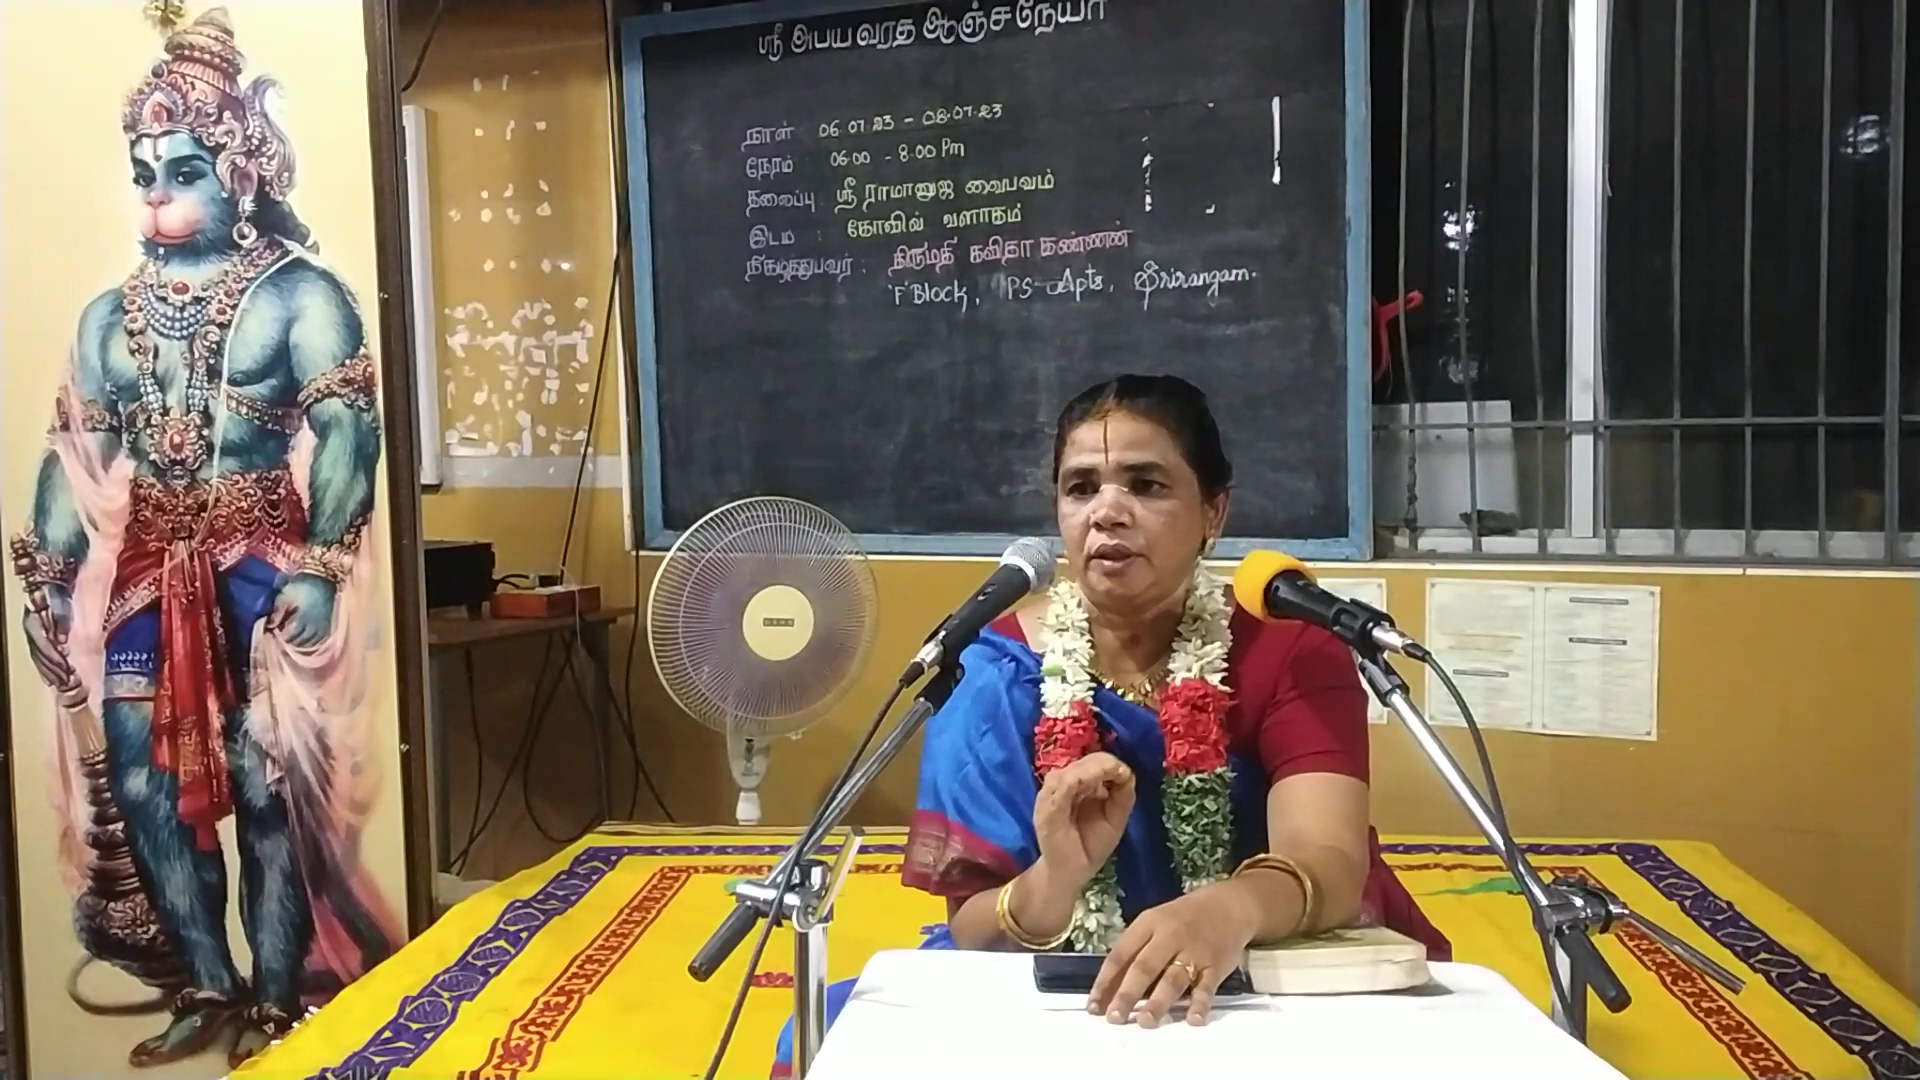 ஸ்ரீ அபய வரத ஆஞ்சநேயர்
நாள் : 06.07.23 - 08.07.23
நேரம் : 06.00 - 8.00 Pm
தலைப்பு : ஸ்ரீ ராமானுஜ வைபவம்
இடம் : கோவில் வளாகம்
நிகழ்த்துபவர் : திருமதி கவிதா கண்ணன்
'F' Block, PS Apts, Srirangam.